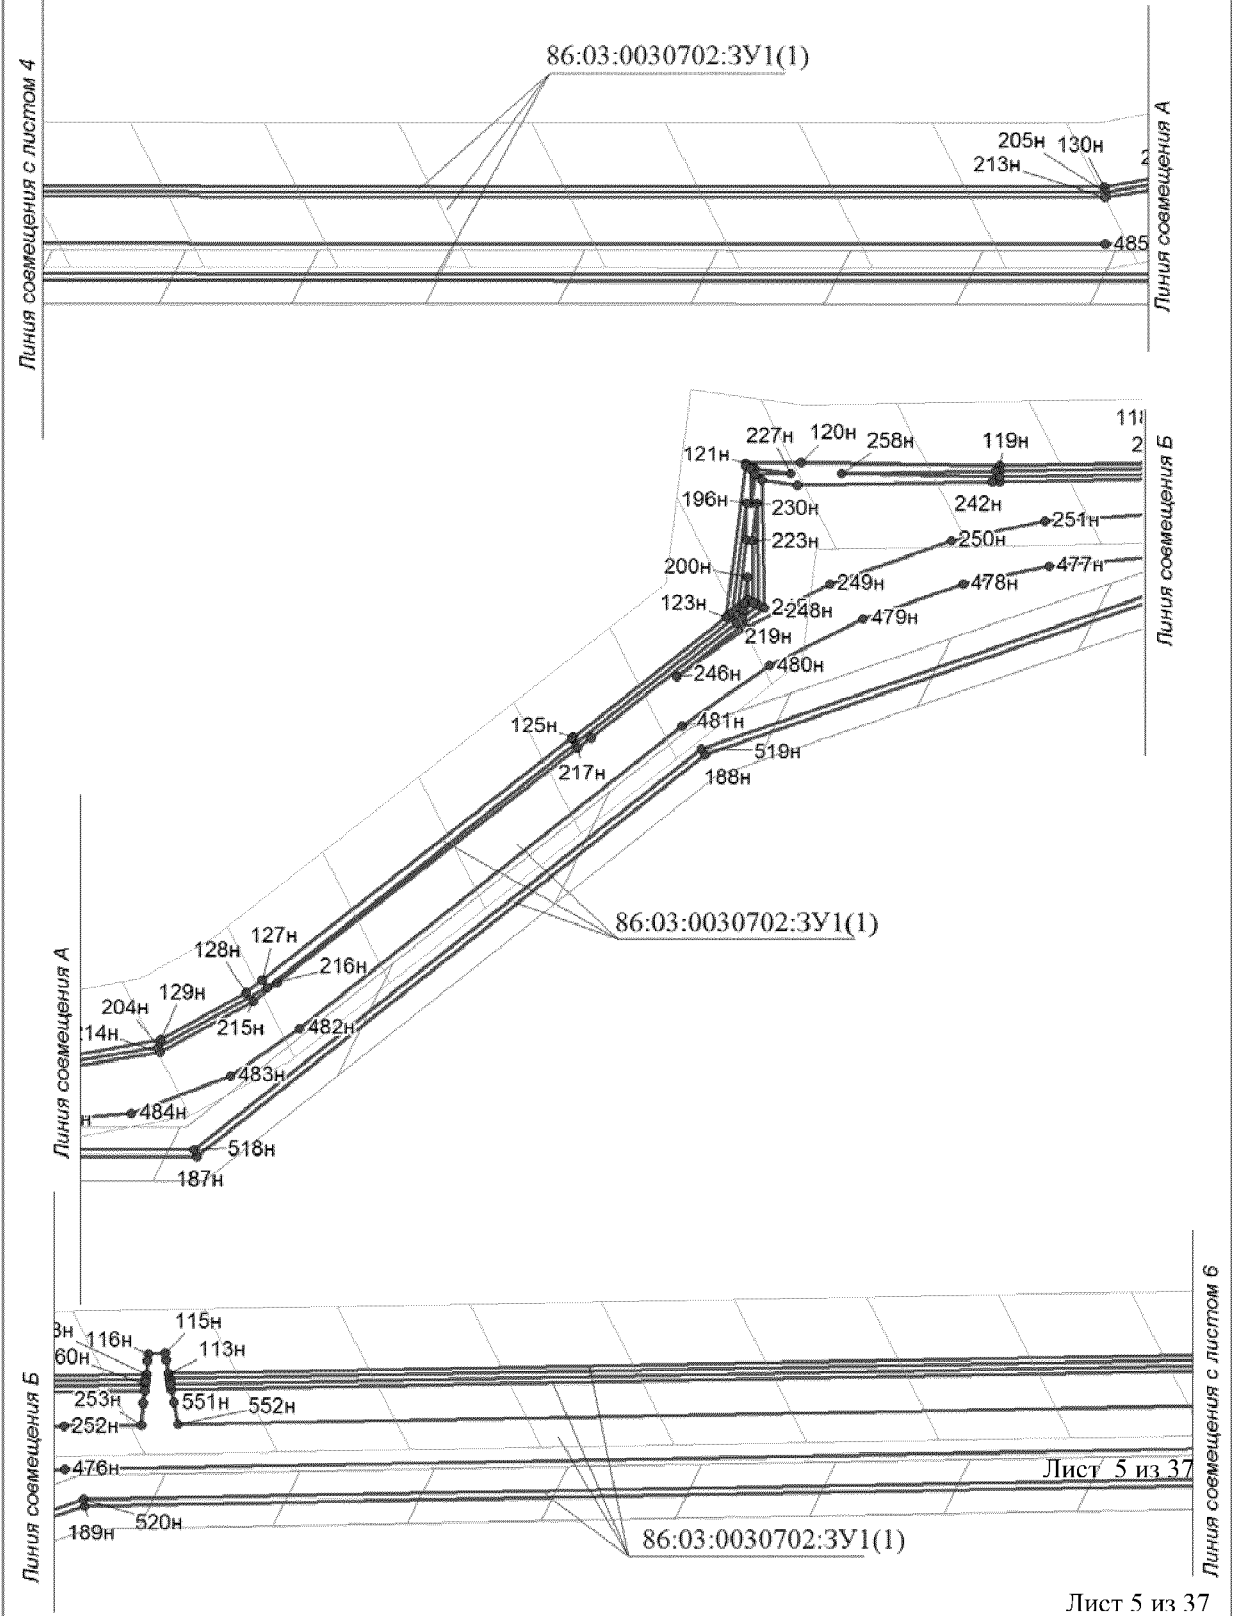 86:03:0030702:ЗУ1(1)
Линия совмещения с листом 4
205н
130н
213н
485
Линия совмещения А
227н
120н
258н
119н
118
121н
196н
230н
242н
Линия совмещения Б
223н
251н
250н
200н
249н
477н
478н
123н
248н
479н
219н
480н
246н
481н
125н
217н
519н
188н
86:03:0030702:ЗУ1(1)
128н
127н
216н
204н
129н
14н
215н
482н
483н
484н
н
518н
187н
Линия совмещения А
115н
116н
3н
60н
113н
253н
551н
552н
252н
476н
520н
189н
Линия совмещения Б
Лист 5 из 37
86:03:0030702:ЗУ1(1)
Линия совмещения с листом 6
Лист 5 из 37